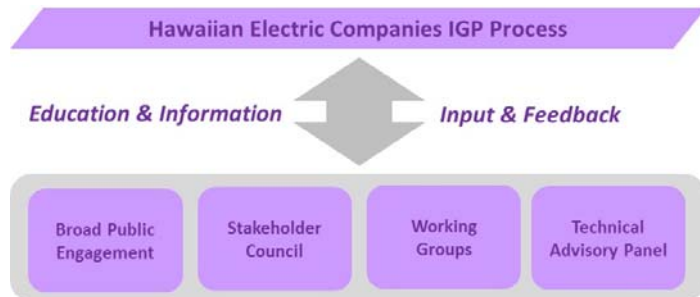 Hawaiian Electric Companies IGP Process
Education & Information
Input & Feedback
Broad Public
Engagement
Stakeholder
Council
Working
Groups
Technical
Advisory Panel